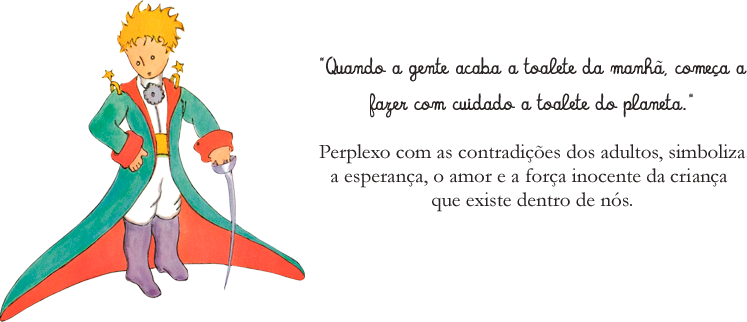 "Quando a gente acaba a toalete da manhã, começa a
fazer com cuidado a toalete do planeta."
Perplexo com as contradições dos adultos, simboliza
a esperança, o amor e a força inocente da criança
que existe dentro de nós.